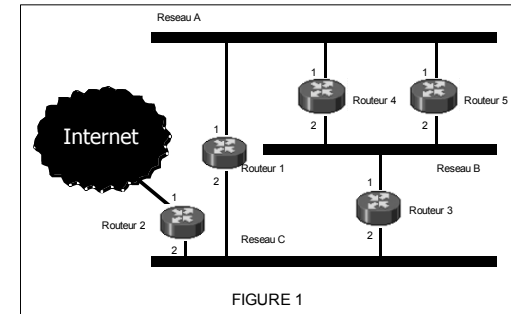 Reseau A
1
1
Routeur 4
Routeur 5
Internet
1
2
2
Routeur 1
Reseau B
2
1
1
Routeur 3
Routeur 2
2
2
Reseau C
FIGURE 1